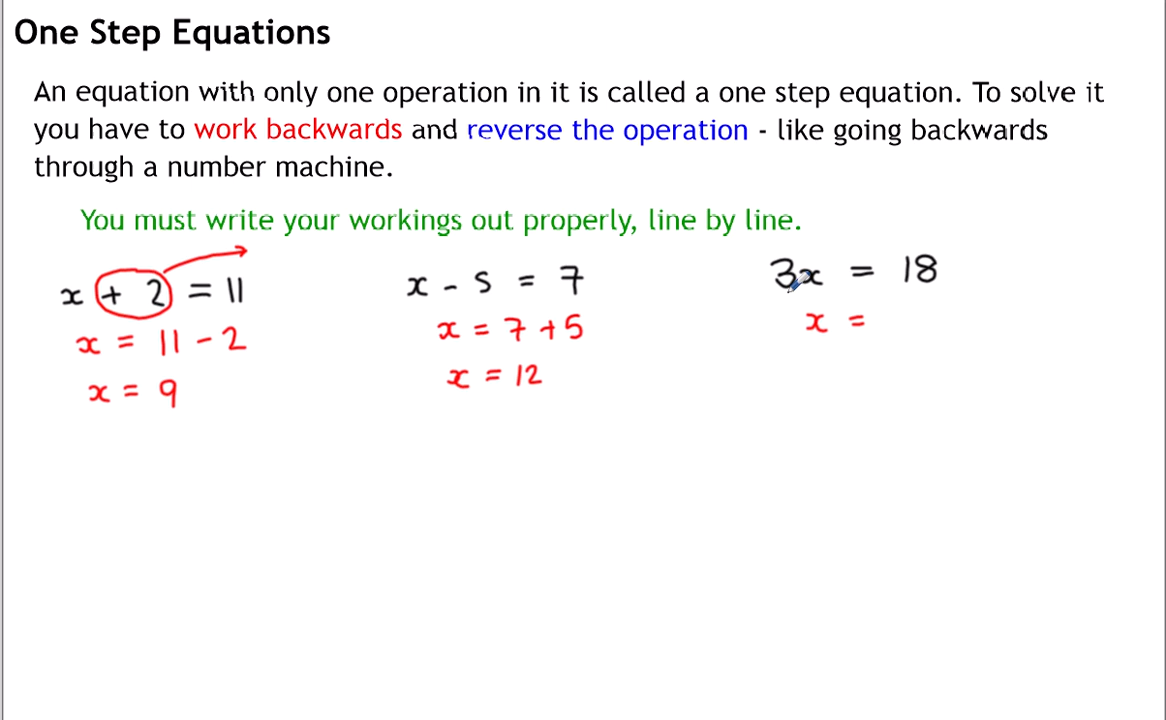 One Step Equations
An equation with only one operation in it is called a one step equation. To solve it
you have to work backwards and reverse the operation - like going backwards
through a number machine.
You must write your workings out properly, line by line.
x + 2 = 11
x = 11 - 2
x = 9
x - 5 = 7
x = 7 + 5
x = 12
3x = 18
x =